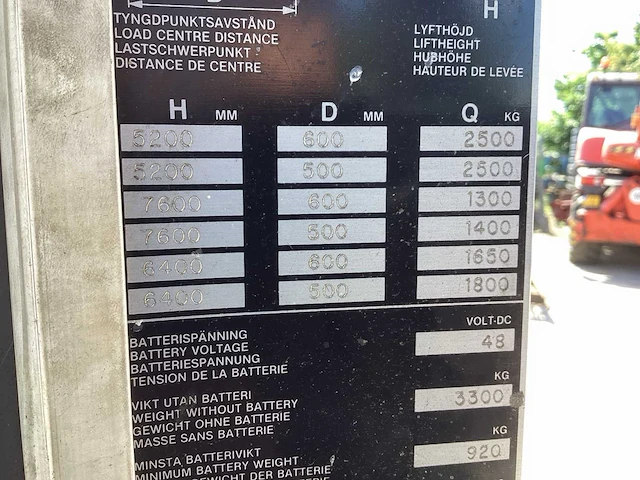 H
TYNGDPUNKTSAVSTÅND
LOAD CENTRE DISTANCE
LASTSCHWERPUNKT
DISTANCE DE CENTRE
LYFTHÖJD
LIFTHEIGHT
HUBHÖHE
HAUTEUR DE LEVÉE
H MM D MM Q KG
5200 600 2500
5200 500 2500
7600 600 1300
7600 500 1400
6400 600 1650
6400 500 1800
BATTERISPÄNNING
BATTERY VOLTAGE
BATTERIESPANNUNG
TENSION DE LA BATTERIE
VOLT-DC
48
VIKT UTAN BATTERI
WEIGHT WITHOUT BATTERY
GEWICHT OHNE BATTERIE
MASSE SANS BATTERIE
KG
3300
MINSTA BATTERIVIKT
MINIMUM BATTERY WEIGHT
GEWICHT DER BATTERIE
KG
920